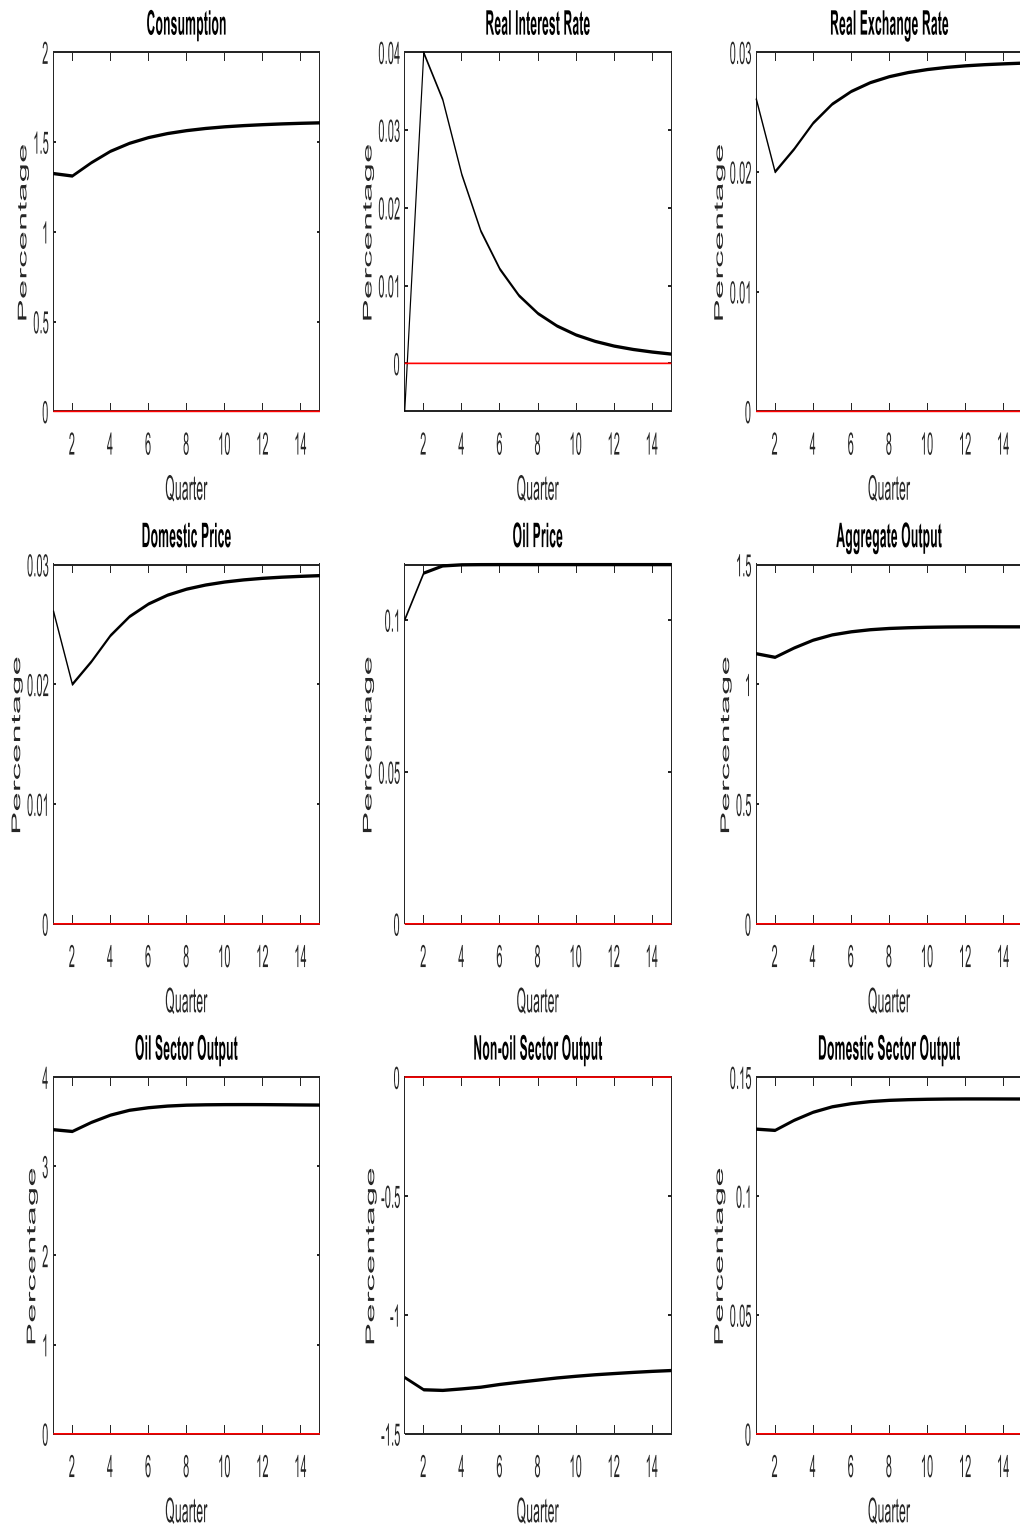 Consumption
Real Interest Rate
Real Exchange Rate
2
1.5
1
0.5
0
Percentage
2 4 6 8 10 12 14
Quarter
0.04
0.03
0.02
0.01
0
Percentage
2 4 6 8 10 12 14
Quarter
0.03
0.02
0.01
0
Percentage
2 4 6 8 10 12 14
Quarter
Domestic Price
Oil Price
Aggregate Output
0.03
0.02
0.01
0
Percentage
2 4 6 8 10 12 14
Quarter
0.1
0.05
0
Percentage
2 4 6 8 10 12 14
Quarter
1.5
1
0.5
0
Percentage
2 4 6 8 10 12 14
Quarter
Oil Sector Output
Non-oil Sector Output
Domestic Sector Output
4
3
2
1
0
Percentage
2 4 6 8 10 12 14
Quarter
0
-0.5
-1
-1.5
Percentage
2 4 6 8 10 12 14
Quarter
0.15
0.1
0.05
0
Percentage
2 4 6 8 10 12 14
Quarter